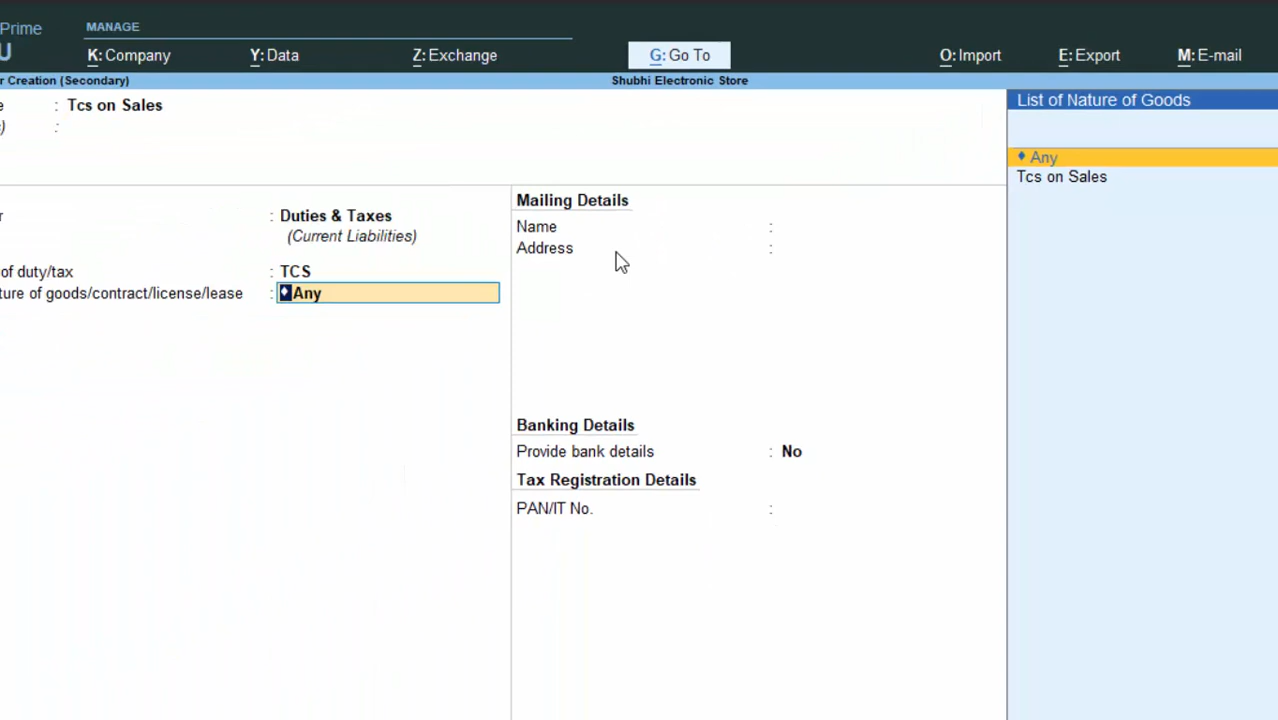 Prime
MANAGE
U
K: Company
Y: Data
Z: Exchange
G: Go To
O: Import
E: Export
M: E-mail
r Creation (Secondary)
Shubhi Electronic Store
e : Tcs on Sales
) :
List of Nature of Goods
♦ Any
Tcs on Sales
r : Duties & Taxes
(Current Liabilities)
of duty/tax : TCS
ture of goods/contract/license/lease : ♦ Any
Mailing Details
Name :
Address :
Banking Details
Provide bank details : No
Tax Registration Details
PAN/IT No. :